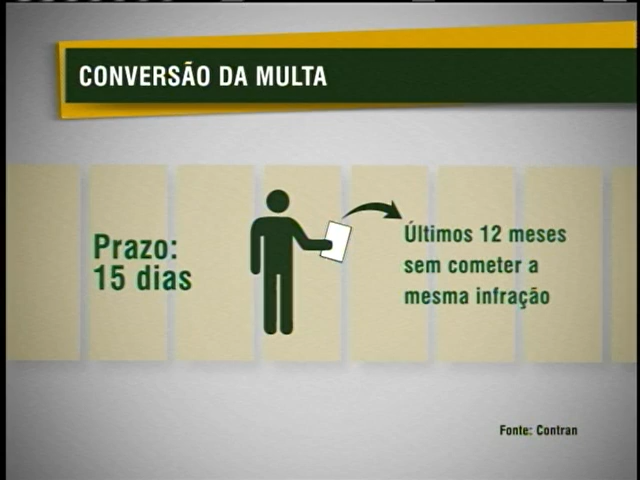 CONVERSÃO DA MULTA
Prazo:
15 dias
Últimos 12 meses
sem cometer a
mesma infração
Fonte: Contran